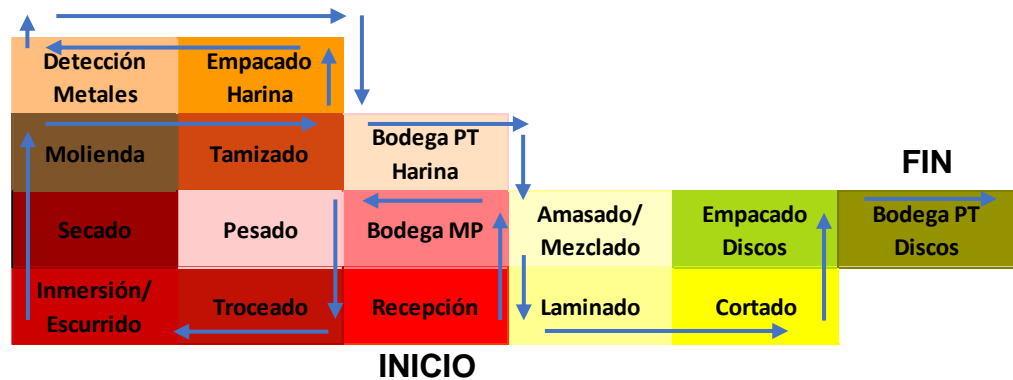 Detección
Metales
Empacado
Harina
Molienda
Tamizado
Bodega PT
Harina
FIN
Secado
Pesado
Bodega MP
Amasado/
Mezclado
Empacado
Discos
Bodega PT
Discos
Inmersión/
Escurrido
Troceado
Recepción
Laminado
Cortado
INICIO